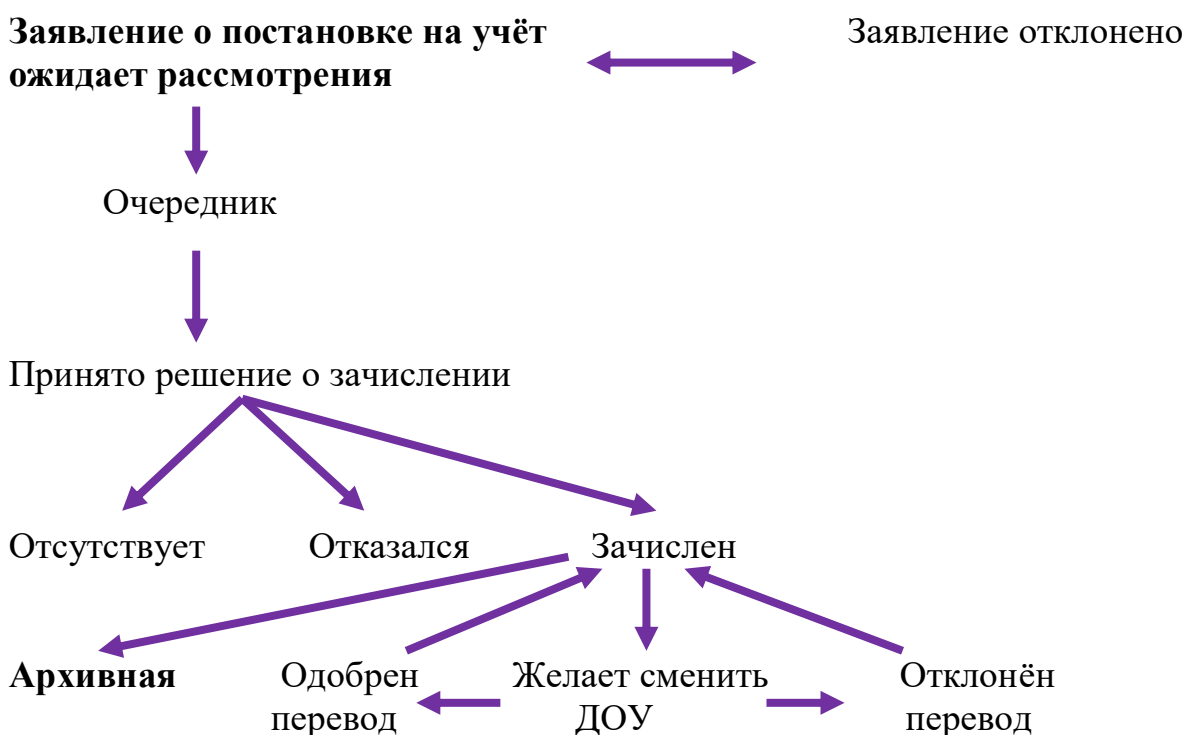 Заявление о постановке на учёт
ожидает рассмотрения
Заявление отклонено
Очередник
Принято решение о зачислении
Отсутствует
Отказался
Зачислен
Архивная
Одобрен
перевод
Желает сменить
ДОУ
Отклонён
перевод